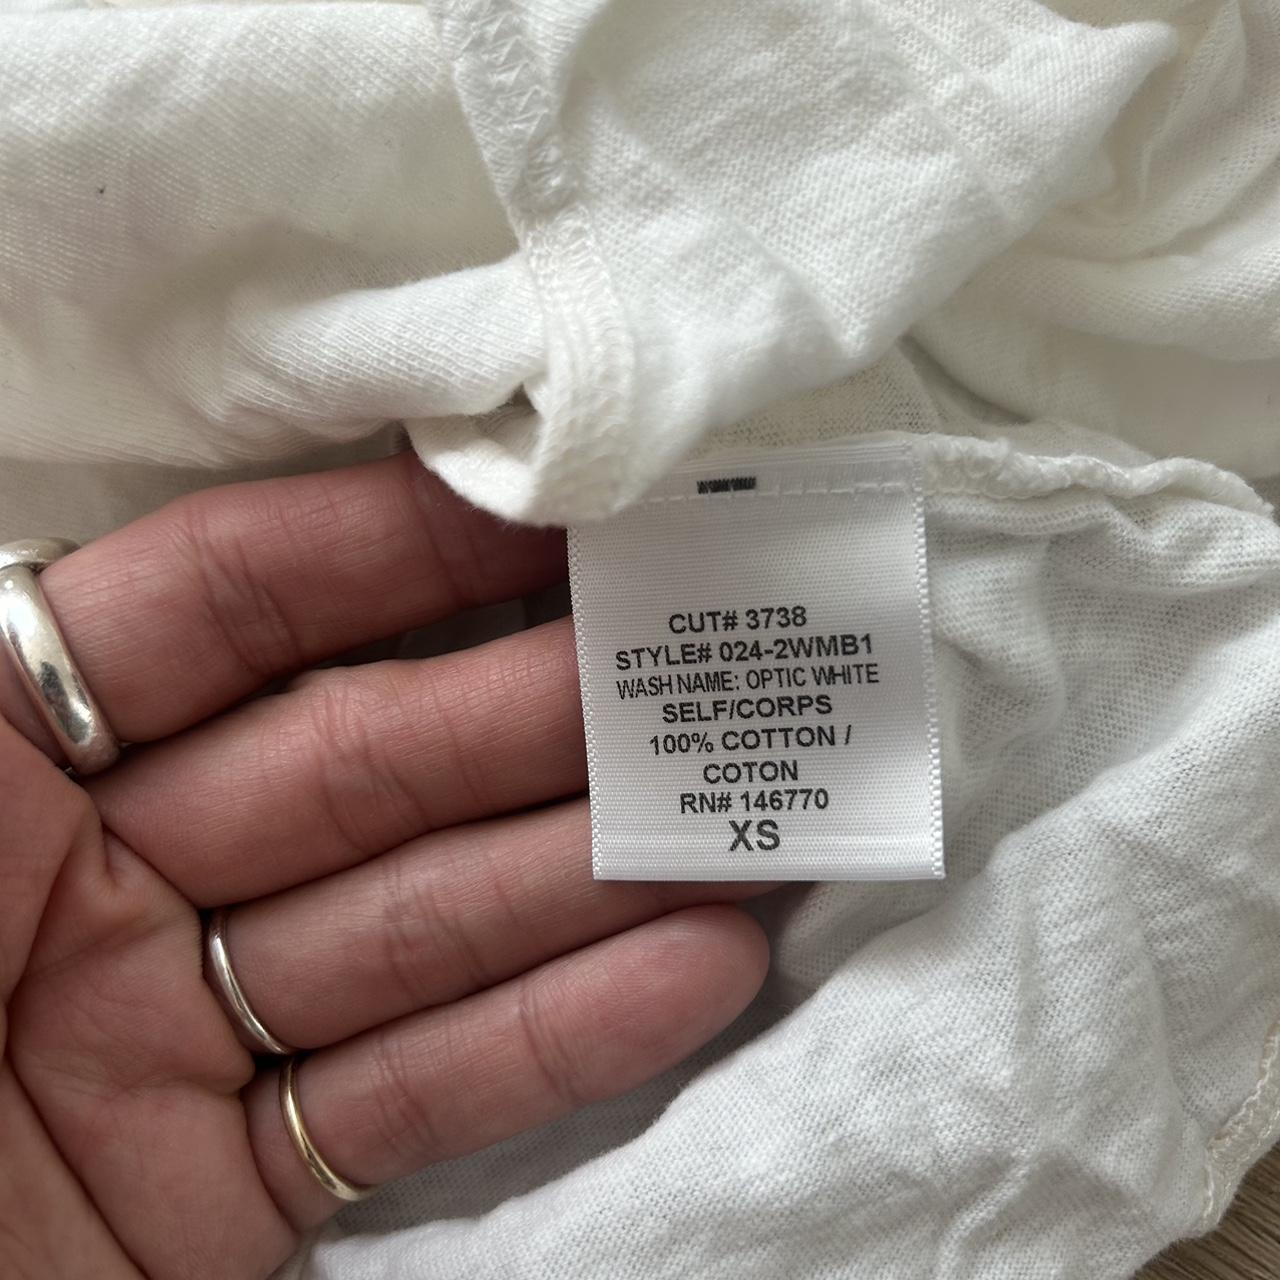 CUT# 3738
STYLE# 024-2WMB1
WASH NAME: OPTIC WHITE
SELF/CORPS
100% COTTON /
COTON
RN# 146770
XS